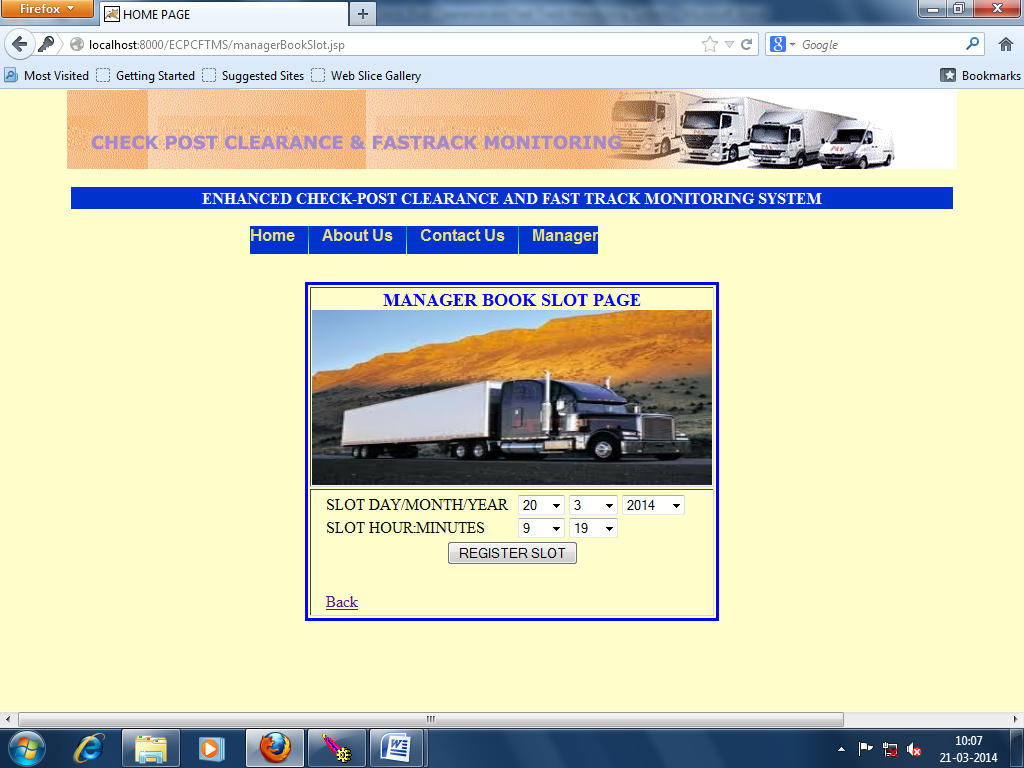 Firefox
HOME PAGE
localhost:8000/ECPCFTMS/managerBookSlot.jsp
Google
Most Visited Getting Started Suggested Sites Web Slice Gallery Bookmarks
CHECK POST CLEARANCE & FASTRACK MONITORING
ENHANCED CHECK-POST CLEARANCE AND FAST TRACK MONITORING SYSTEM
Home About Us Contact Us Manager
MANAGER BOOK SLOT PAGE
SLOT DAY/MONTH/YEAR 20 3 2014
SLOT HOUR:MINUTES 9 19
REGISTER SLOT
Back
10:07
21-03-2014